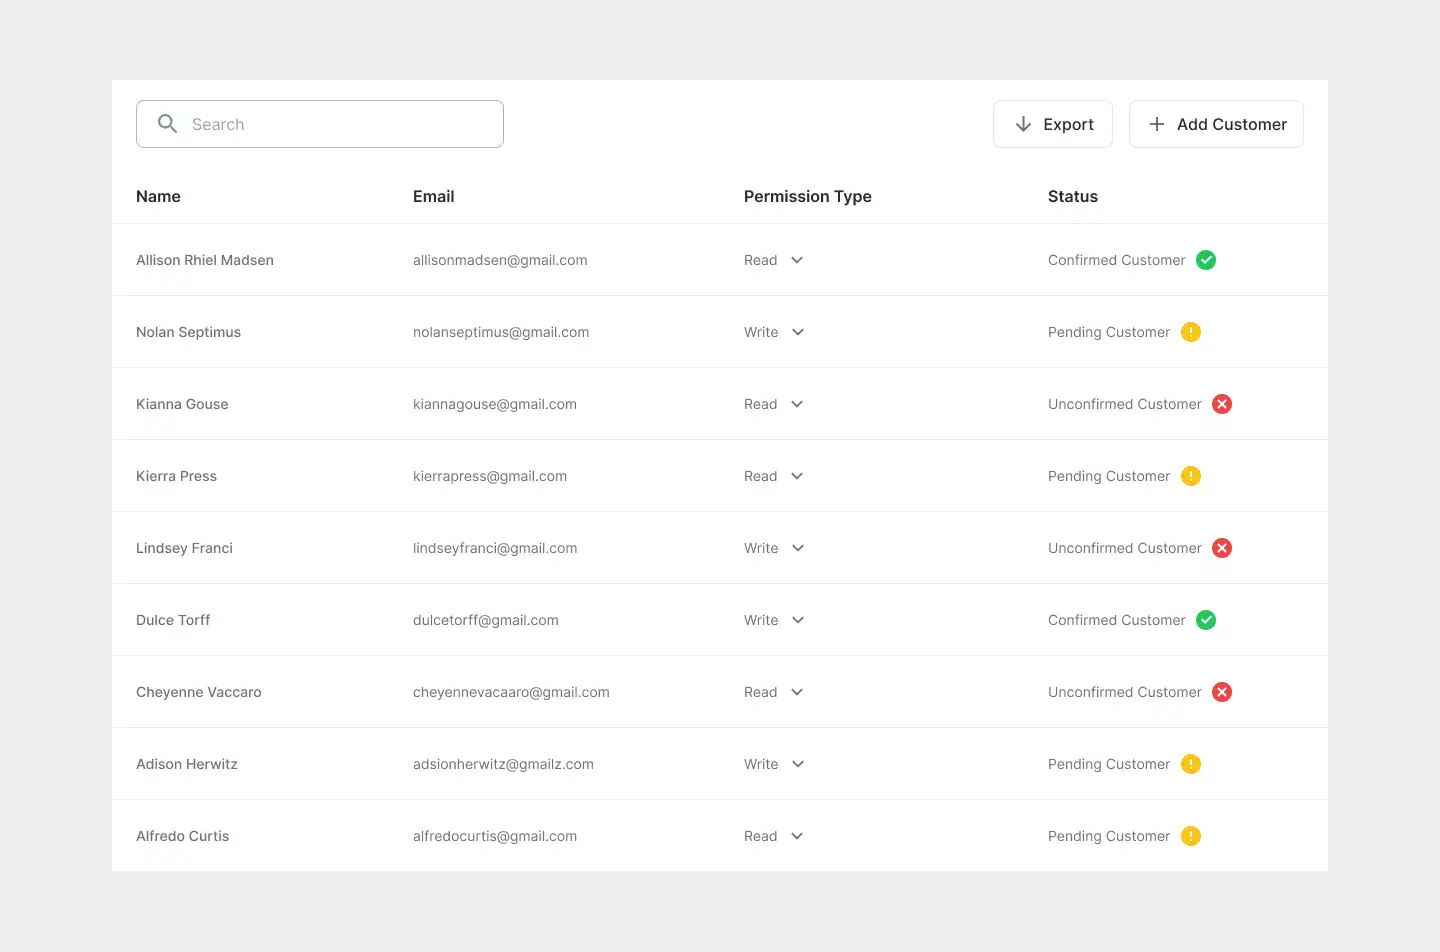 Search
Export
Add Customer
Name Email Permission Type Status
Allison Rhiel Madsen allisonmadsen@gmail.com Read Confirmed Customer
Nolan Septimus nolanseptimus@gmail.com Write Pending Customer
Kianna Gouse kiannagouse@gmail.com Read Unconfirmed Customer
Kierra Press kierrapress@gmail.com Read Pending Customer
Lindsey Franci lindseyfranci@gmail.com Write Unconfirmed Customer
Dulce Torff dulcetorff@gmail.com Write Confirmed Customer
Cheyenne Vaccaro cheyennevacaaro@gmail.com Read Unconfirmed Customer
Adison Herwitz adsionherwitz@gmailz.com Write Pending Customer
Alfredo Curtis alfredocurtis@gmail.com Read Pending Customer